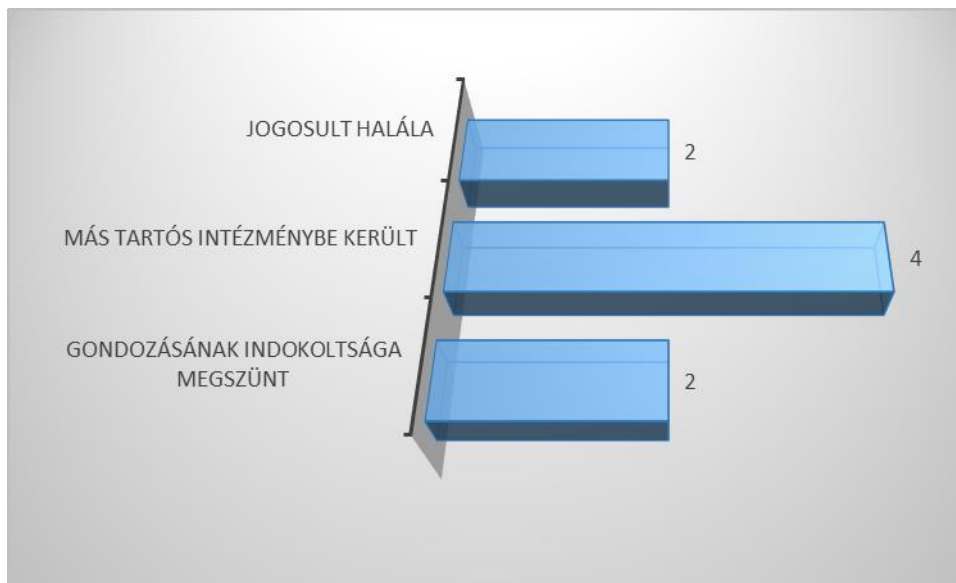 JOGOSULT HALÁLA
2
MÁS TARTÓS INTÉZMÉNYBE KERÜLT
4
GONDOZÁSÁNAK INDOKOLTSÁGA
MEGSZÜNT
2